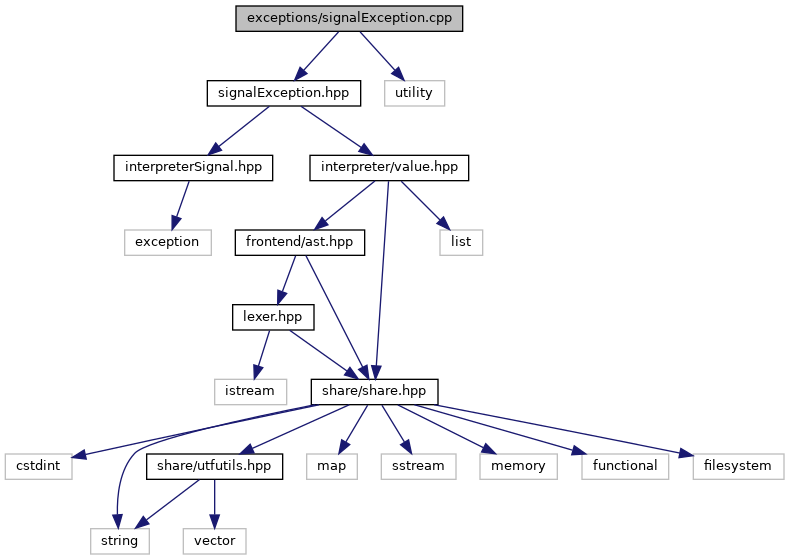 exceptions/signalException.cpp
signalException.hpp
utility
interpreterSignal.hpp
interpreter/value.hpp
exception
frontend/ast.hpp
list
lexer.hpp
istream
share/share.hpp
cstdint
share/utfutils.hpp
map
sstream
memory
functional
filesystem
string
vector